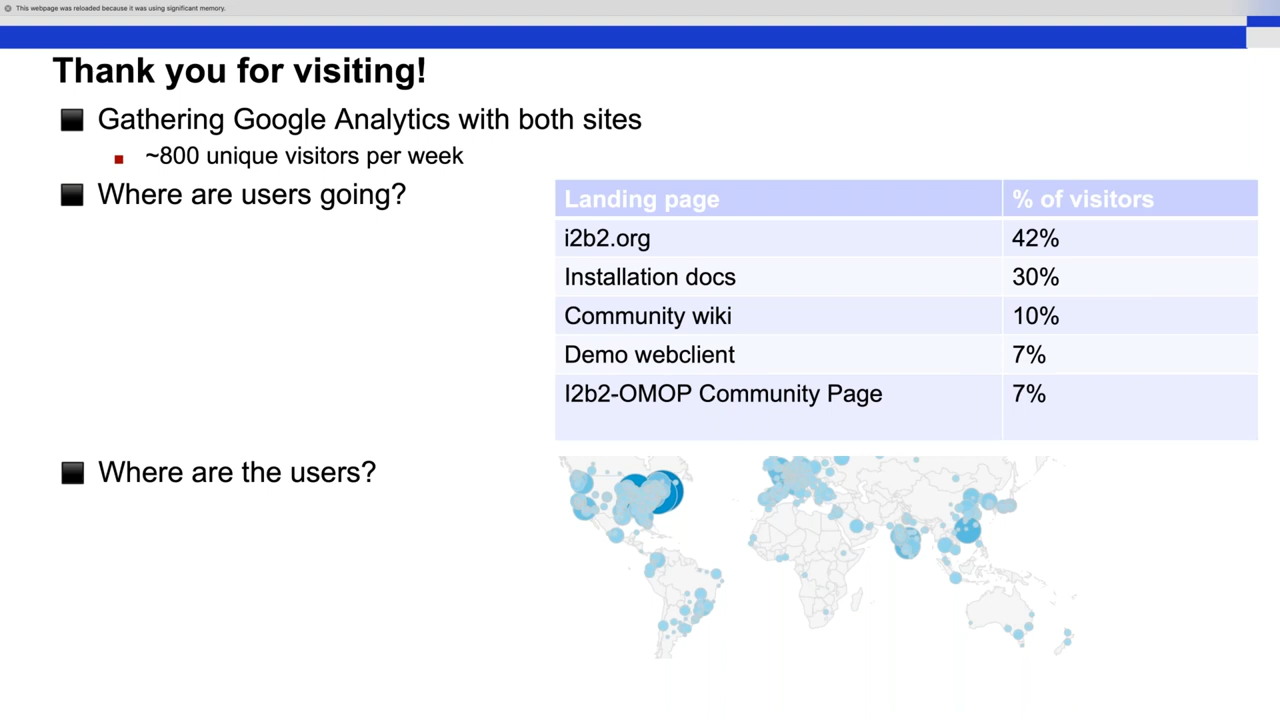 This webpage was reloaded because it was using significant memory.
Thank you for visiting!
Gathering Google Analytics with both sites
~800 unique visitors per week
Where are users going?
Landing page % of visitors
i2b2.org 42%
Installation docs 30%
Community wiki 10%
Demo webclient 7%
I2b2-OMOP Community Page 7%
Where are the users?